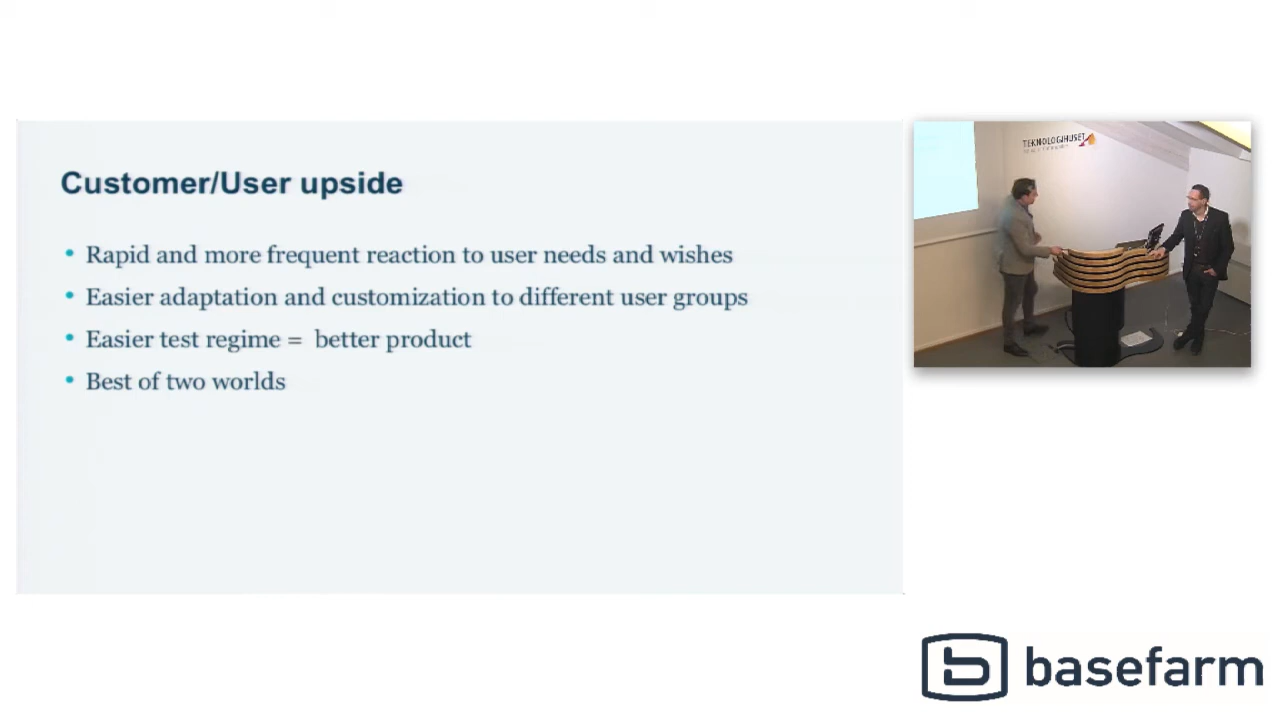 Customer/User upside
• Rapid and more frequent reaction to user needs and wishes
• Easier adaptation and customization to different user groups
• Easier test regime = better product
• Best of two worlds
TEKNOLOGIHUSET
basefarm